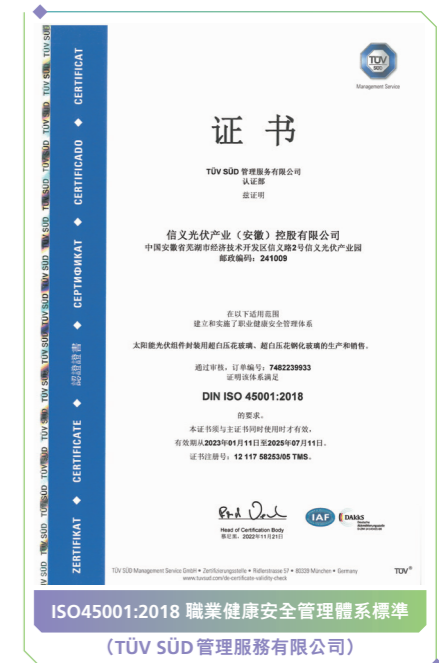 TÜV SÜD
Management Service
ZERTIFIKAT ◆ CERTIFICATE ◆ 認證證書 ◆ СЕРТИФИКАТ ◆ CERTIFICADO ◆ CERTIFICAT
证 书
TÜV SÜD 管理服务有限公司
认证部
兹证明
信义光伏产业（安徽）控股有限公司
中国安徽省芜湖市经济技术开发区信义路2号信义光伏产业园
邮政编码：241009
在以下适用范围
建立和实施了职业健康安全管理体系
太阳能光伏组件封装用超白压花玻璃、超白压花钢化玻璃的生产和销售。
通过审核，订单编号：7482239933
证明该体系满足
DIN ISO 45001:2018
的要求。
本证书须与主证书同时使用时才有效，
有效期从2023年01月11日至2025年07月11日。
证书注册号：12 117 58253/05 TMS。
Head of Certification Body
慕尼黑，2022年11月21日
IAF
DAkkS
TÜV SÜD Management Service GmbH • Zertifizierungsstelle • Ridlerstrasse 57 • 80339 München • Germany
www.tuvsud.com/de-certificate-validity-check
TÜV®
ISO45001:2018 職業健康安全管理體系標準
（TÜV SÜD 管理服務有限公司）